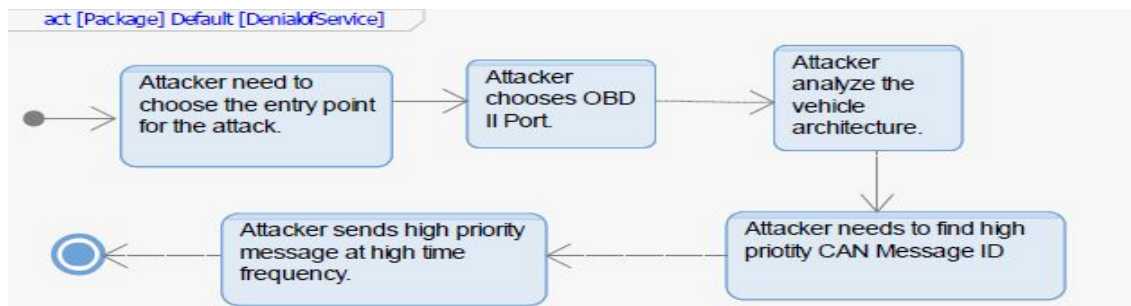 act [Package] Default [DenialofService]
Attacker need to
choose the entry point
for the attack.
Attacker
chooses OBD
II Port.
Attacker
analyze the
vehicle
architecture.
Attacker needs to find high
priotity CAN Message ID
Attacker sends high priority
message at high time
frequency.